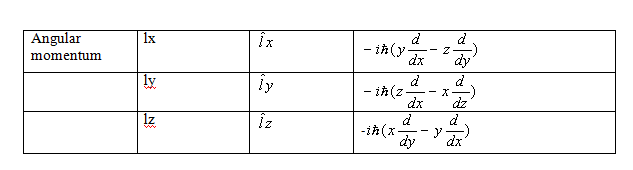 Angular momentum lx l̂x − iħ(y d/dx − z d/dy)
ly l̂y − iħ(z d/dx − x d/dz)
lz l̂z -iħ(x d/dy − y d/dx)